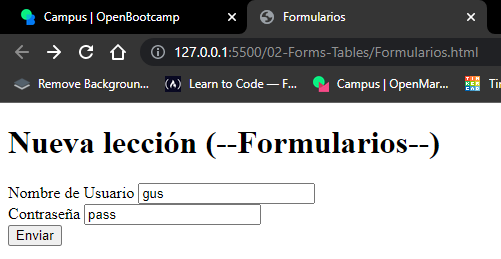 Campus | OpenBootcamp
Formularios
127.0.0.1:5500/02-Forms-Tables/Formularios.html
Remove Backgroun...
Learn to Code — F...
Campus | OpenMar...
Nueva lección (--Formularios--)
Nombre de Usuario gus
Contraseña pass
Enviar